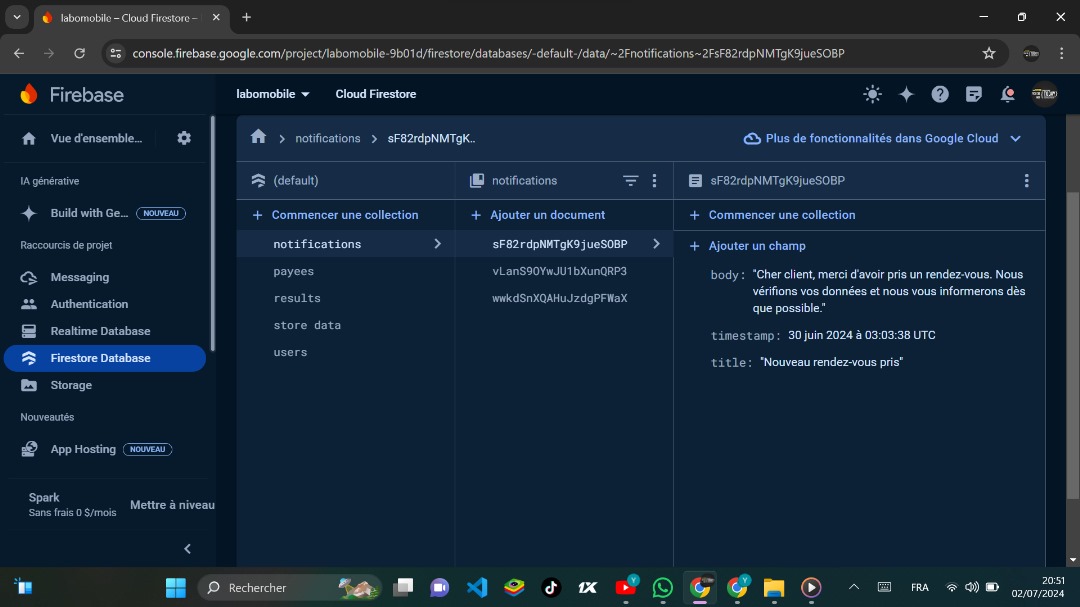 labomobile – Cloud Firestore –
console.firebase.google.com/project/labomobile-9b01d/firestore/databases/-default-/data/~2Fnotifications~2FsF82rdpNMTgK9jueSOBP
Firebase
labomobile
Cloud Firestore
Vue d'ensemble...
notifications
sF82rdpNMTgK..
Plus de fonctionnalités dans Google Cloud
IA générative
Build with Ge...
NOUVEAU
Raccourcis de projet
Messaging
Authentication
Realtime Database
Firestore Database
Storage
Nouveautés
App Hosting
NOUVEAU
Spark
Sans frais 0 $/mois
Mettre à niveau
(default)
Commencer une collection
notifications
payees
results
store data
users
notifications
Ajouter un document
sF82rdpNMTgK9jueSOBP
vLanS9OYwJU1bXunQRP3
wwkdSnXQAHuJzdgPFWaX
sF82rdpNMTgK9jueSOBP
Commencer une collection
Ajouter un champ
body: "Cher client, merci d'avoir pris un rendez-vous. Nous
vérifions vos données et nous vous informerons dès
que possible."
timestamp: 30 juin 2024 à 03:03:38 UTC
title: "Nouveau rendez-vous pris"
Rechercher
1X
FRA
20:51
02/07/2024